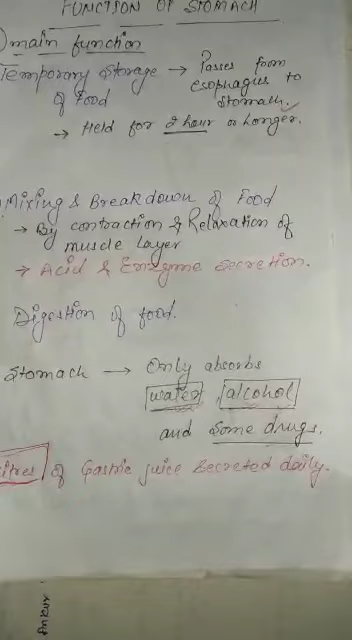 FUNCTION OF STOMACH
main function
Temporary Storage → Passes from
of Food esophagus to
stomach.
→ Held for 2 hour or Longer.
Mixing & Breakdown of Food
→ By contraction & Relaxation of
muscle layer
→ Acid & Enzyme Secretion.
Digestion of food.
Stomach → Only absorbs
water, alcohol
and some drugs.
of Gastric juice Secreted daily.
Ankur